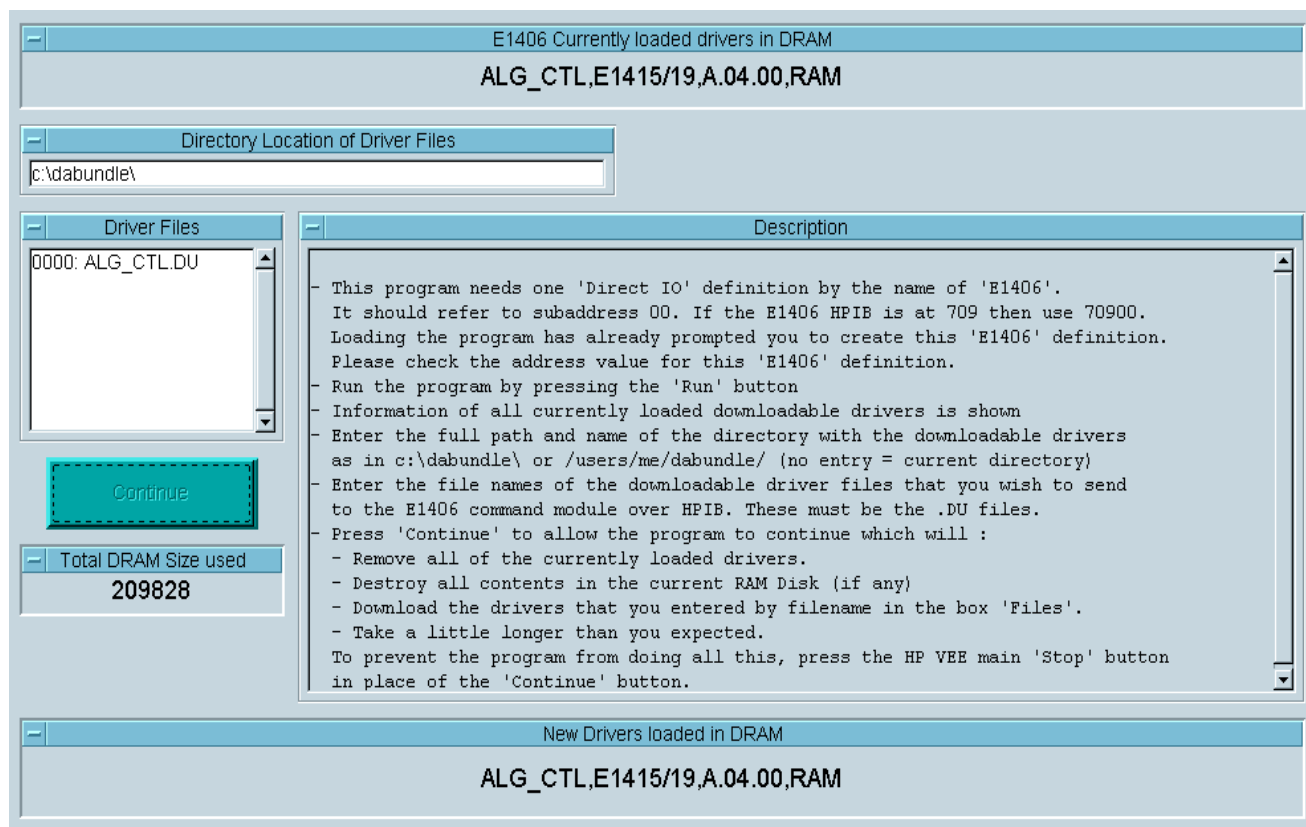 E1406 Currently loaded drivers in DRAM
ALG_CTL,E1415/19,A.04.00,RAM
Directory Location of Driver Files
c:\dabundle\
Driver Files
0000: ALG_CTL.DU
Continue
Total DRAM Size used
209828
Description
- This program needs one 'Direct IO' definition by the name of 'E1406'.
It should refer to subaddress 00. If the E1406 HPIB is at 709 then use 70900.
Loading the program has already prompted you to create this 'E1406' definition.
Please check the address value for this 'E1406' definition.
- Run the program by pressing the 'Run' button
- Information of all currently loaded downloadable drivers is shown
- Enter the full path and name of the directory with the downloadable drivers
as in c:\dabundle\ or /users/me/dabundle/ (no entry = current directory)
- Enter the file names of the downloadable driver files that you wish to send
to the E1406 command module over HPIB. These must be the .DU files.
- Press 'Continue' to allow the program to continue which will :
- Remove all of the currently loaded drivers.
- Destroy all contents in the current RAM Disk (if any)
- Download the drivers that you entered by filename in the box 'Files'.
- Take a little longer than you expected.
To prevent the program from doing all this, press the HP VEE main 'Stop' button
in place of the 'Continue' button.
New Drivers loaded in DRAM
ALG_CTL,E1415/19,A.04.00,RAM